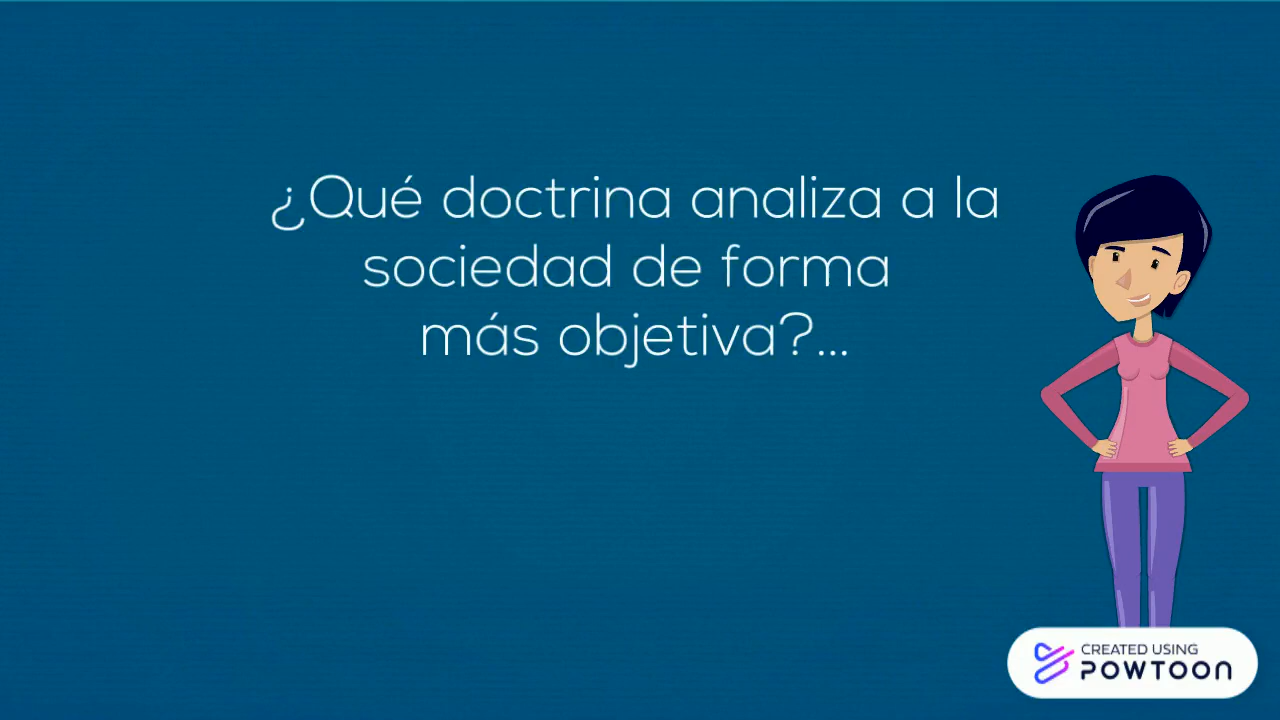 ¿Qué doctrina analiza a la
sociedad de forma
más objetiva?...
CREATED USING
POWTOON